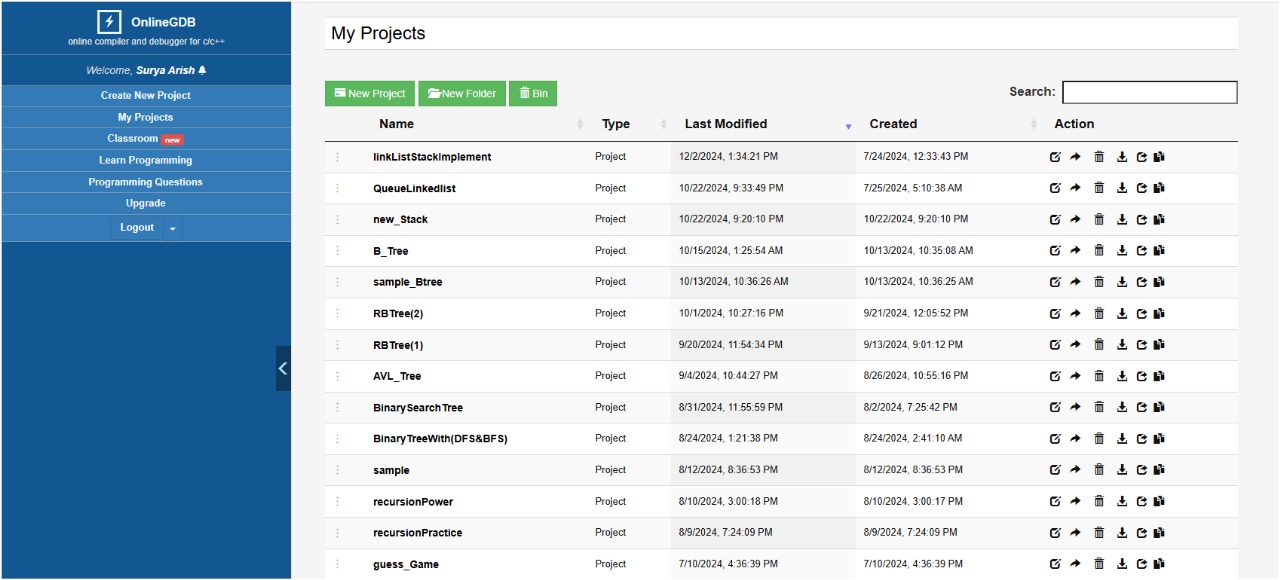 OnlineGDB
online compiler and debugger for c/c++
Welcome, Surya Arish
Create New Project
My Projects
Classroom new
Learn Programming
Programming Questions
Upgrade
Logout
My Projects
New Project New Folder Bin Search:
Name Type Last Modified Created Action
linkListStackImplement Project 12/2/2024, 1:34:21 PM 7/24/2024, 12:33:43 PM
QueueLinkedlist Project 10/22/2024, 9:33:49 PM 7/25/2024, 5:10:38 AM
new_Stack Project 10/22/2024, 9:20:10 PM 10/22/2024, 9:20:10 PM
B_Tree Project 10/15/2024, 1:25:54 AM 10/13/2024, 10:35:08 AM
sample_Btree Project 10/13/2024, 10:36:26 AM 10/13/2024, 10:36:25 AM
RBTree(2) Project 10/1/2024, 10:27:16 PM 9/21/2024, 12:05:52 PM
RBTree(1) Project 9/20/2024, 11:54:34 PM 9/13/2024, 9:01:12 PM
AVL_Tree Project 9/4/2024, 10:44:27 PM 8/26/2024, 10:55:16 PM
BinarySearchTree Project 8/31/2024, 11:55:59 PM 8/2/2024, 7:25:42 PM
BinaryTreeWith(DFS&BFS) Project 8/24/2024, 1:21:38 PM 8/24/2024, 2:41:10 AM
sample Project 8/12/2024, 8:36:53 PM 8/12/2024, 8:36:53 PM
recursionPower Project 8/10/2024, 3:00:18 PM 8/10/2024, 3:00:17 PM
recursionPractice Project 8/9/2024, 7:24:09 PM 8/9/2024, 7:24:09 PM
guess_Game Project 7/10/2024, 4:36:39 PM 7/10/2024, 4:36:39 PM